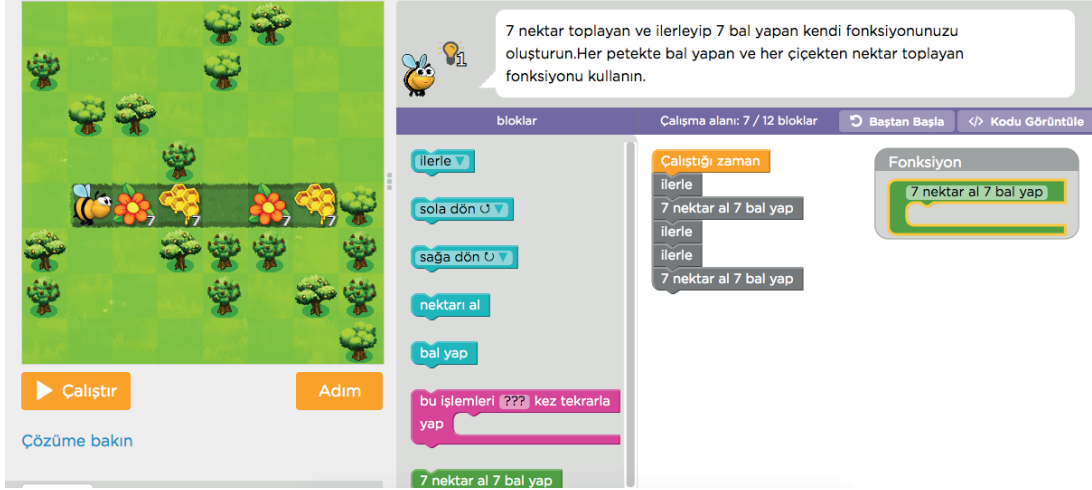 7 nektar toplayan ve ilerleyip 7 bal yapan kendi fonksiyonunuzu
oluşturun.Her petekte bal yapan ve her çiçekten nektar toplayan
fonksiyonu kullanın.
1
bloklar
Çalışma alanı: 7 / 12 bloklar
Baştan Başla
</> Kodu Görüntüle
ilerle
sola dön
sağa dön
nektarı al
bal yap
bu işlemleri ??? kez tekrarla
yap
7 nektar al 7 bal yap
Çalıştığı zaman
ilerle
7 nektar al 7 bal yap
ilerle
ilerle
7 nektar al 7 bal yap
Fonksiyon
7 nektar al 7 bal yap
7
7
7
7
Çalıştır
Adım
Çözüme bakın